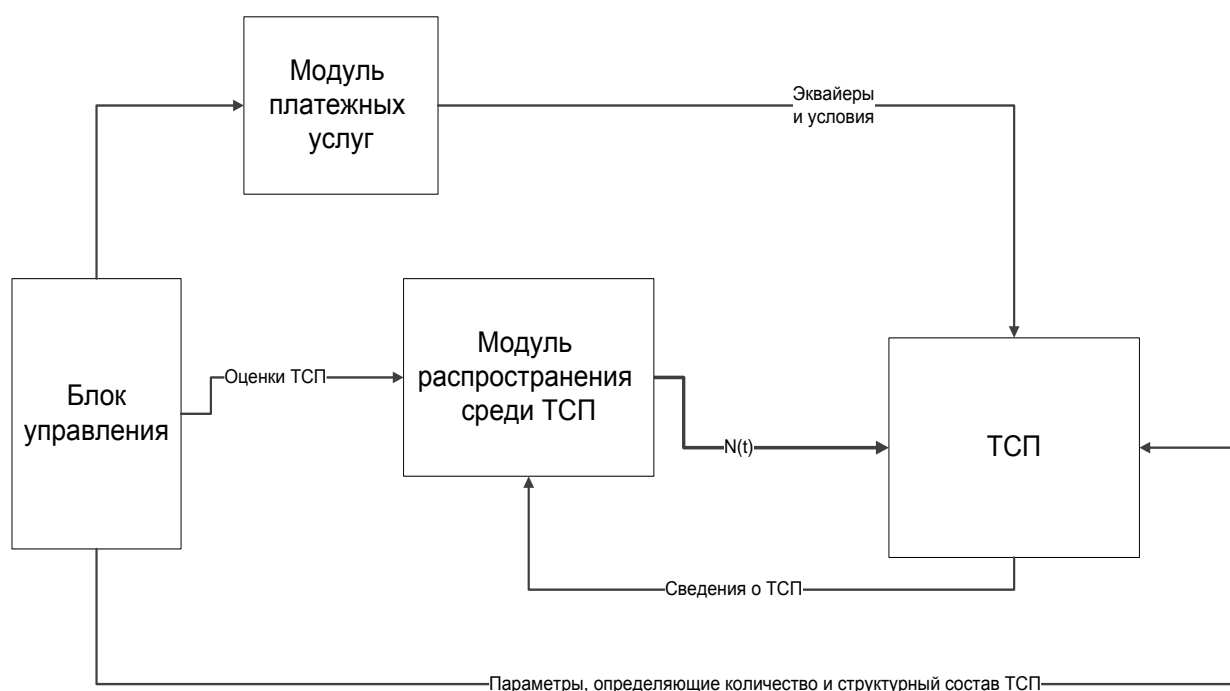 Модуль
платежных
услуг
Эквайеры
и условия
Блок
управления
Оценки ТСП
Модуль
распространения
среди ТСП
N(t)
ТСП
Сведения о ТСП
Параметры, определяющие количество и структурный состав ТСП